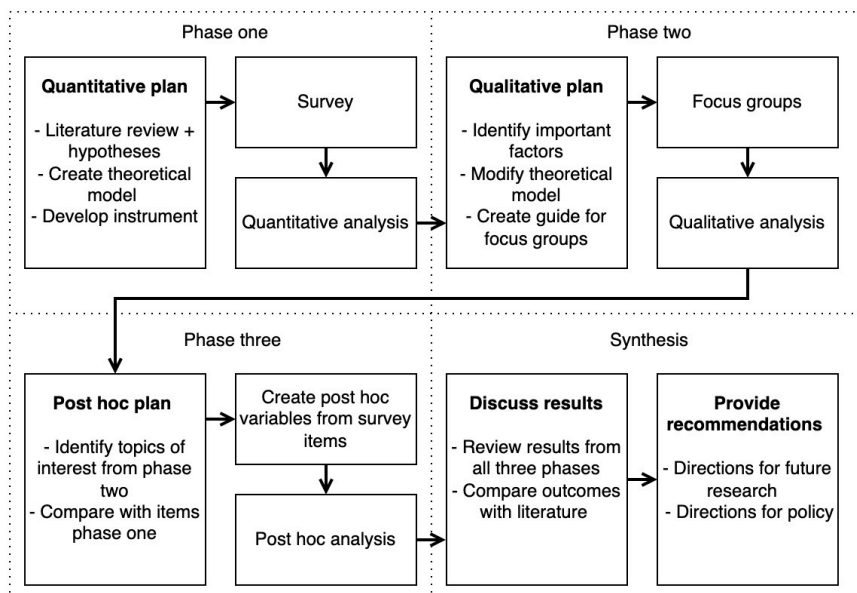 Phase one
Quantitative plan
- Literature review +
hypotheses
- Create theoretical
model
- Develop instrument
Survey
Quantitative analysis
Phase two
Qualitative plan
- Identify important
factors
- Modify theoretical
model
- Create guide for
focus groups
Focus groups
Qualitative analysis
Phase three
Post hoc plan
- Identify topics of
interest from phase
two
- Compare with items
phase one
Create post hoc
variables from survey
items
Post hoc analysis
Synthesis
Discuss results
- Review results from
all three phases
- Compare outcomes
with literature
Provide
recommendations
- Directions for future
research
- Directions for policy